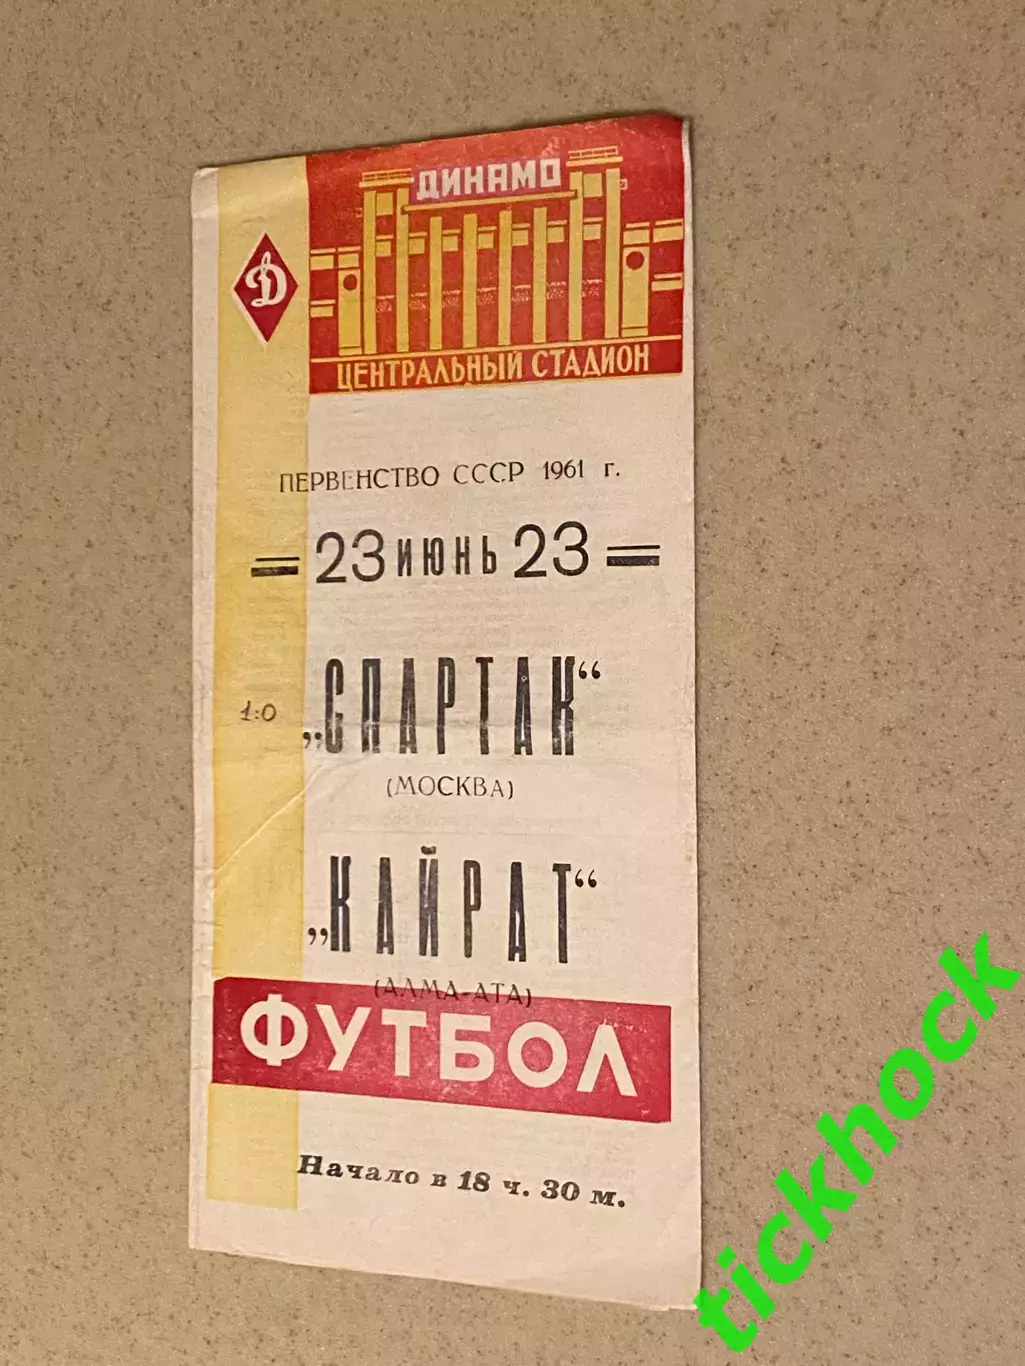 ДИНАМО
Д
ЦЕНТРАЛЬНЫЙ СТАДИОН
ПЕРВЕНСТВО СССР 1961 г.
23 ИЮНЬ 23
1:0
„СПАРТАК“
(МОСКВА)
„КАЙРАТ“
(АЛМА-АТА)
ФУТБОЛ
Начало в 18 ч. 30 м.
tickhock